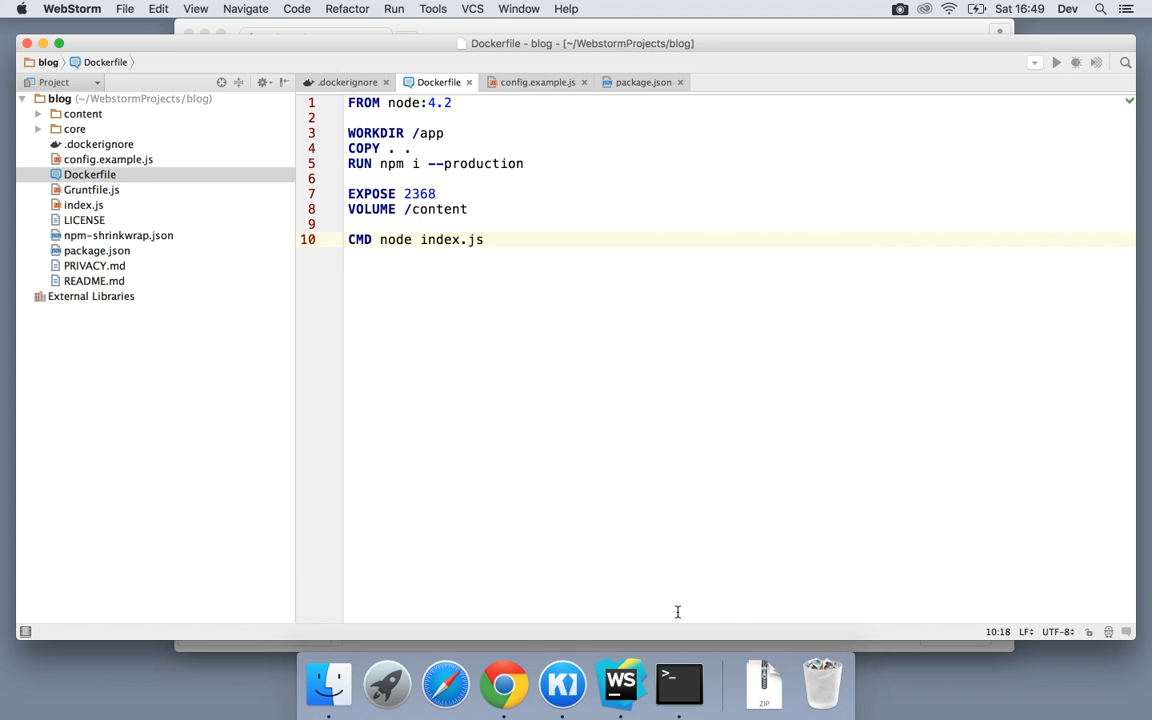 WebStorm File Edit View Navigate Code Refactor Run Tools VCS Window Help Sat 16:49 Dev
Dockerfile - blog - [~/WebstormProjects/blog]
blog Dockerfile
Project .dockerignore Dockerfile config.example.js package.json
blog (~/WebstormProjects/blog)
content
core
.dockerignore
config.example.js
Dockerfile
Gruntfile.js
index.js
LICENSE
npm-shrinkwrap.json
package.json
PRIVACY.md
README.md
External Libraries
1 FROM node:4.2
2
3 WORKDIR /app
4 COPY . .
5 RUN npm i --production
6
7 EXPOSE 2368
8 VOLUME /content
9
10 CMD node index.js
10:18 LF UTF-8
WS
>_
ZIP